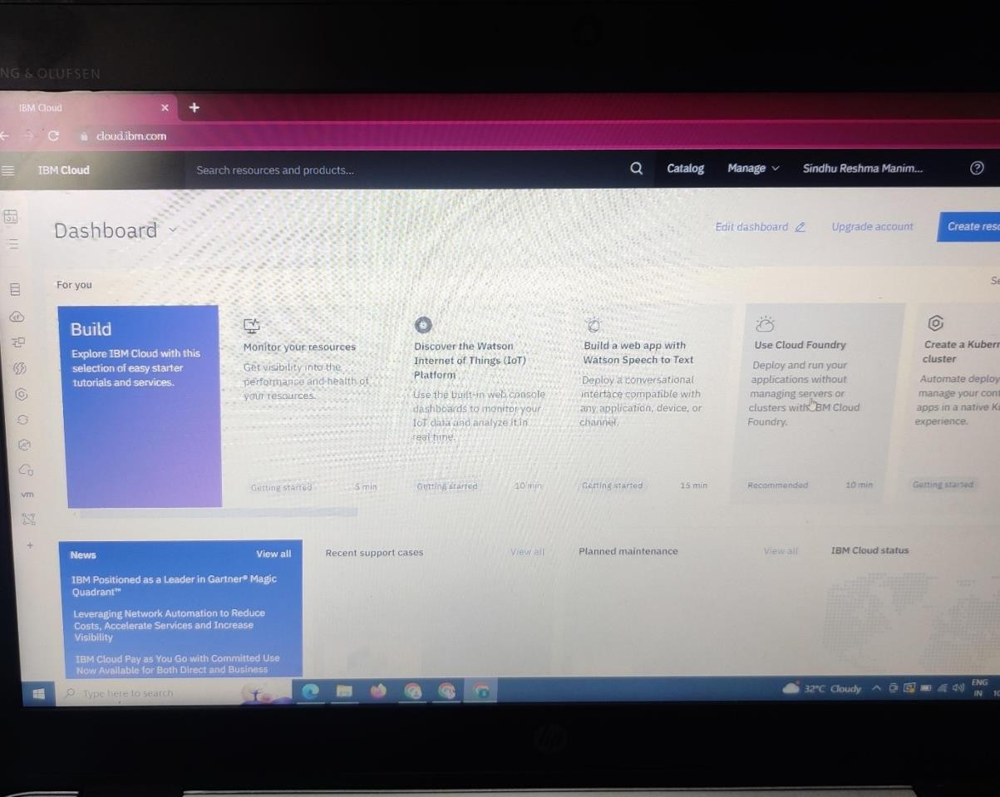 NG & OLUFSEN
IBM Cloud
cloud.ibm.com
IBM Cloud
Search resources and products...
Catalog
Manage
Sindhu Reshma Manim...
Dashboard
Edit dashboard
Upgrade account
Create
For you
Build
Explore IBM Cloud with this
selection of easy starter
tutorials and services.
Monitor your resources
Get visibility into the
performance and health of
your resources.
Getting started
5 min
Discover the Watson
Internet of Things (IoT)
Platform
Use the built-in web console
dashboards to monitor your
IoT data and analyze it in
real time.
Getting started
10 min
Build a web app with
Watson Speech to Text
Deploy a conversational
interface compatible with
any application, device, or
channel.
Getting started
15 min
Use Cloud Foundry
Deploy and run your
applications without
managing servers or
clusters with IBM Cloud
Foundry.
Recommended
10 min
Create a Kubern
cluster
Automate deploy
manage your con
apps in a native K
experience.
Getting started
vm
News
View all
IBM Positioned as a Leader in Gartner® Magic
Quadrant™
Leveraging Network Automation to Reduce
Costs, Accelerate Services and Increase
Visibility
IBM Cloud Pay as You Go with Committed Use
Now Available for Both Direct and Business
Recent support cases
View all
Planned maintenance
View all
IBM Cloud status
Type here to search
32°C Cloudy
ENG
IN
hp